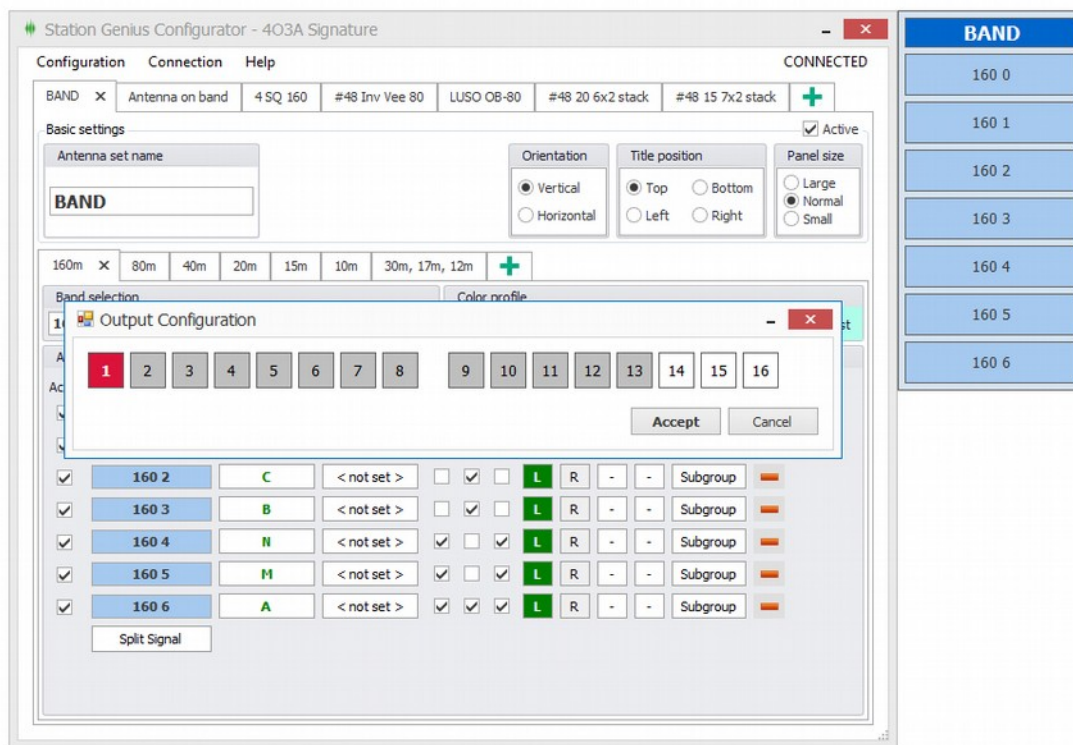 Station Genius Configurator - 4O3A Signature
BAND
Configuration Connection Help CONNECTED
160 0
BAND Antenna on band 4 SQ 160 #48 Inv Vee 80 LUSO OB-80 #48 20 6x2 stack #48 15 7x2 stack
160 1
Basic settings Active
Antenna set name Orientation Title position Panel size
160 2
Vertical Top Bottom Large
BAND Normal
Horizontal Left Right Small
160 3
160m 80m 40m 20m 15m 10m 30m, 17m, 12m
160 4
Band selection Color profile
Output Configuration
160 5
1 2 3 4 5 6 7 8 9 10 11 12 13 14 15 16
160 6
Accept Cancel
160 2 C < not set > L R - - Subgroup
160 3 B < not set > L R - - Subgroup
160 4 N < not set > L R - - Subgroup
160 5 M < not set > L R - - Subgroup
160 6 A < not set > L R - - Subgroup
Split Signal